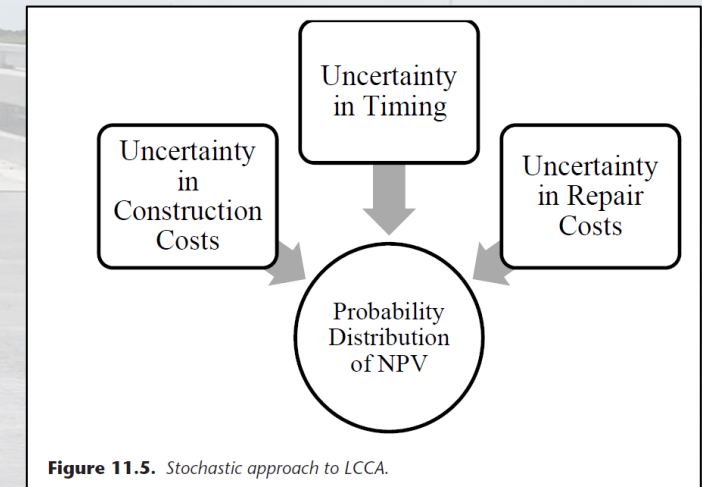 Uncertainty
in Timing
Uncertainty
in
Construction
Costs
Uncertainty
in Repair
Costs
Probability
Distribution
of NPV
Figure 11.5. Stochastic approach to LCCA.